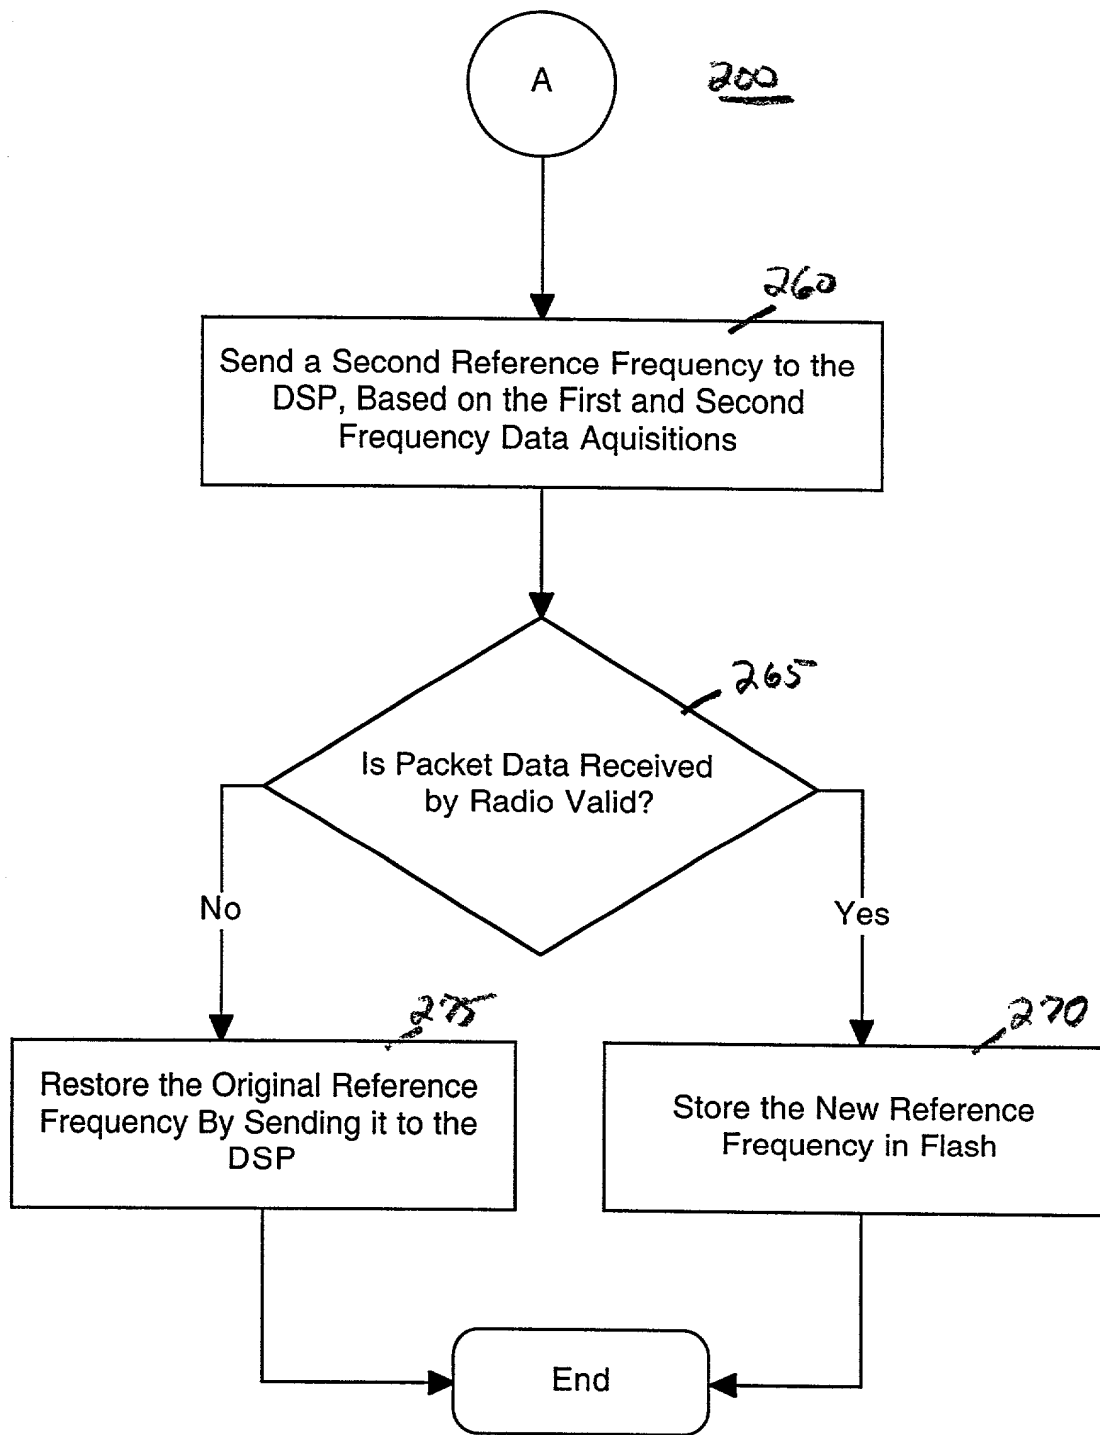 A
200
260
Send a Second Reference Frequency to the
DSP, Based on the First and Second
Frequency Data Aquisitions
265
Is Packet Data Received
by Radio Valid?
No
Yes
275
270
Restore the Original Reference
Frequency By Sending it to the
DSP
Store the New Reference
Frequency in Flash
End